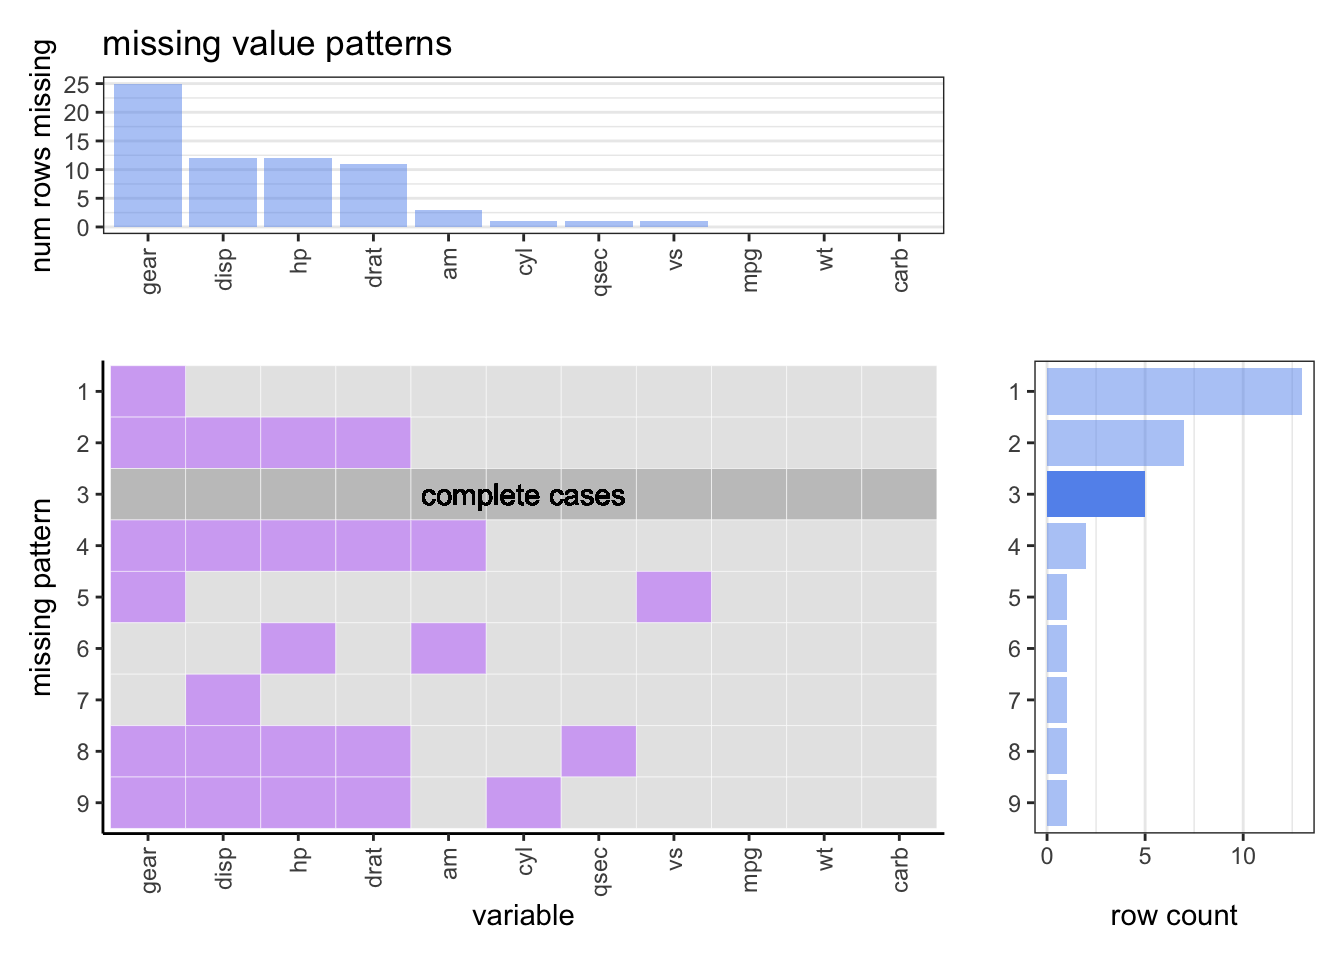 missing value patterns
num rows missing
25
20
15
10
5
0
gear disp hp drat am cyl qsec vs mpg wt carb
missing pattern
1
2
3
4
5
6
7
8
9
complete cases
gear disp hp drat am cyl qsec vs mpg wt carb
variable
1
2
3
4
5
6
7
8
9
0 5 10
row count